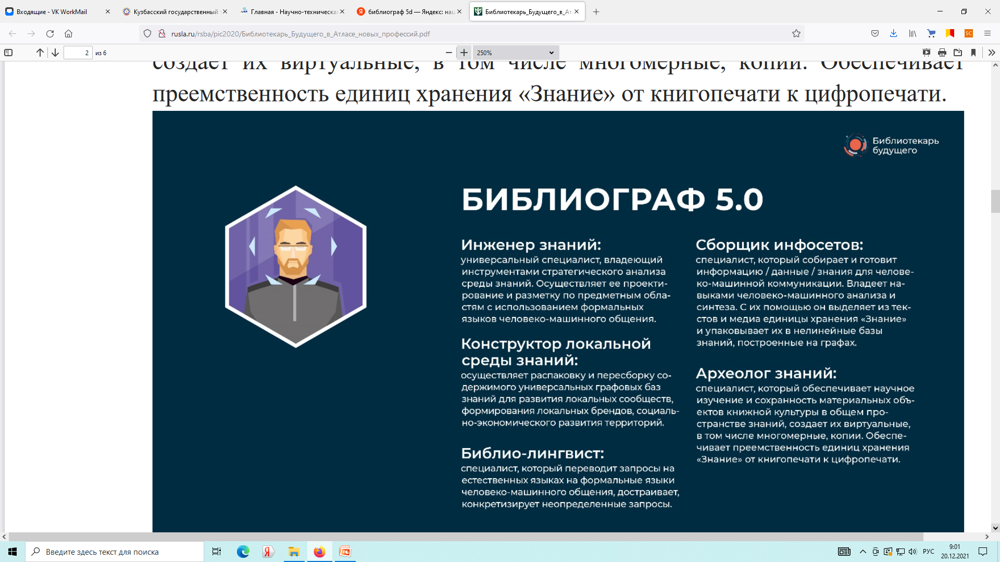 Входящие - VK WorkMail
Кузбасский государственный
Главная - Научно-техническая
библиограф 5d — Яндекс: на
Библиотекарь_Будущего_в_Ат
rusla.ru/rsba/pic2020/Библиотекарь_Будущего_в_Атласе_новых_профессий.pdf
SC
2 из 6
250%
создает их виртуальные, в том числе многомерные, копии. Обеспечивает
преемственность единиц хранения «Знание» от книгопечати к цифропечати.
Библиотекарь
будущего
БИБЛИОГРАФ 5.0
Инженер знаний:
универсальный специалист, владеющий
инструментами стратегического анализа
среды знаний. Осуществляет ее проекти-
рование и разметку по предметным обла-
стям с использованием формальных
языков человеко-машинного общения.
Конструктор локальной
среды знаний:
осуществляет распаковку и пересборку со-
держимого универсальных графовых баз
знаний для развития локальных сообществ,
формирования локальных брендов, социаль-
но-экономического развития территорий.
Библио-лингвист:
специалист, который переводит запросы на
естественных языках на формальные языки
человеко-машинного общения, достраивает,
конкретизирует неопределенные запросы.
Сборщик инфосетов:
специалист, который собирает и готовит
информацию / данные / знания для челове-
ко-машинной коммуникации. Владеет на-
выками человеко-машинного анализа и
синтеза. С их помощью он выделяет из тек-
стов и медиа единицы хранения «Знание»
и упаковывает их в нелинейные базы
знаний, построенные на графах.
Археолог знаний:
специалист, который обеспечивает научное
изучение и сохранность материальных объ-
ектов книжной культуры в общем про-
странстве знаний, создает их виртуальные,
в том числе многомерные, копии. Обеспе-
чивает преемственность единиц хранения
«Знание» от книгопечати к цифропечати.
Введите здесь текст для поиска
РУС
9:01
20.12.2021